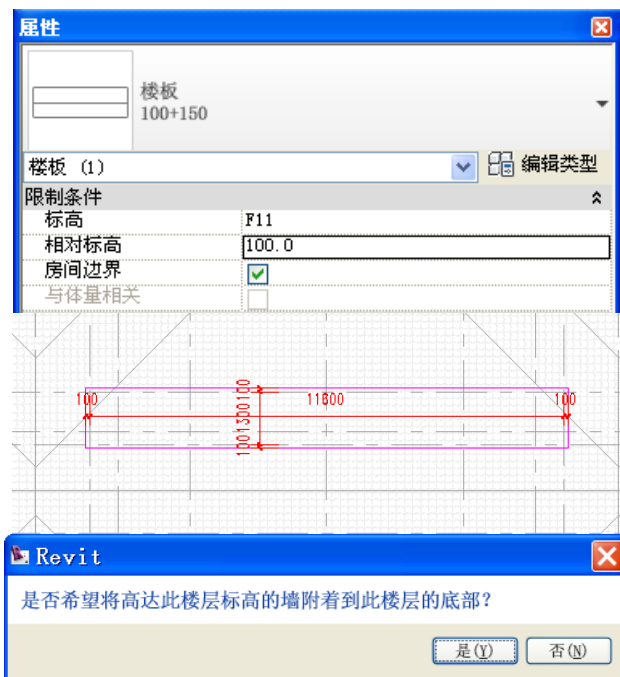 属性
楼板
100+150
楼板 (1)
编辑类型
限制条件
标高 F11
相对标高 100.0
房间边界
与体量相关
100 11800 100
100 1300 100
Revit
是否希望将高达此楼层标高的墙附着到此楼层的底部?
是(Y) 否(N)